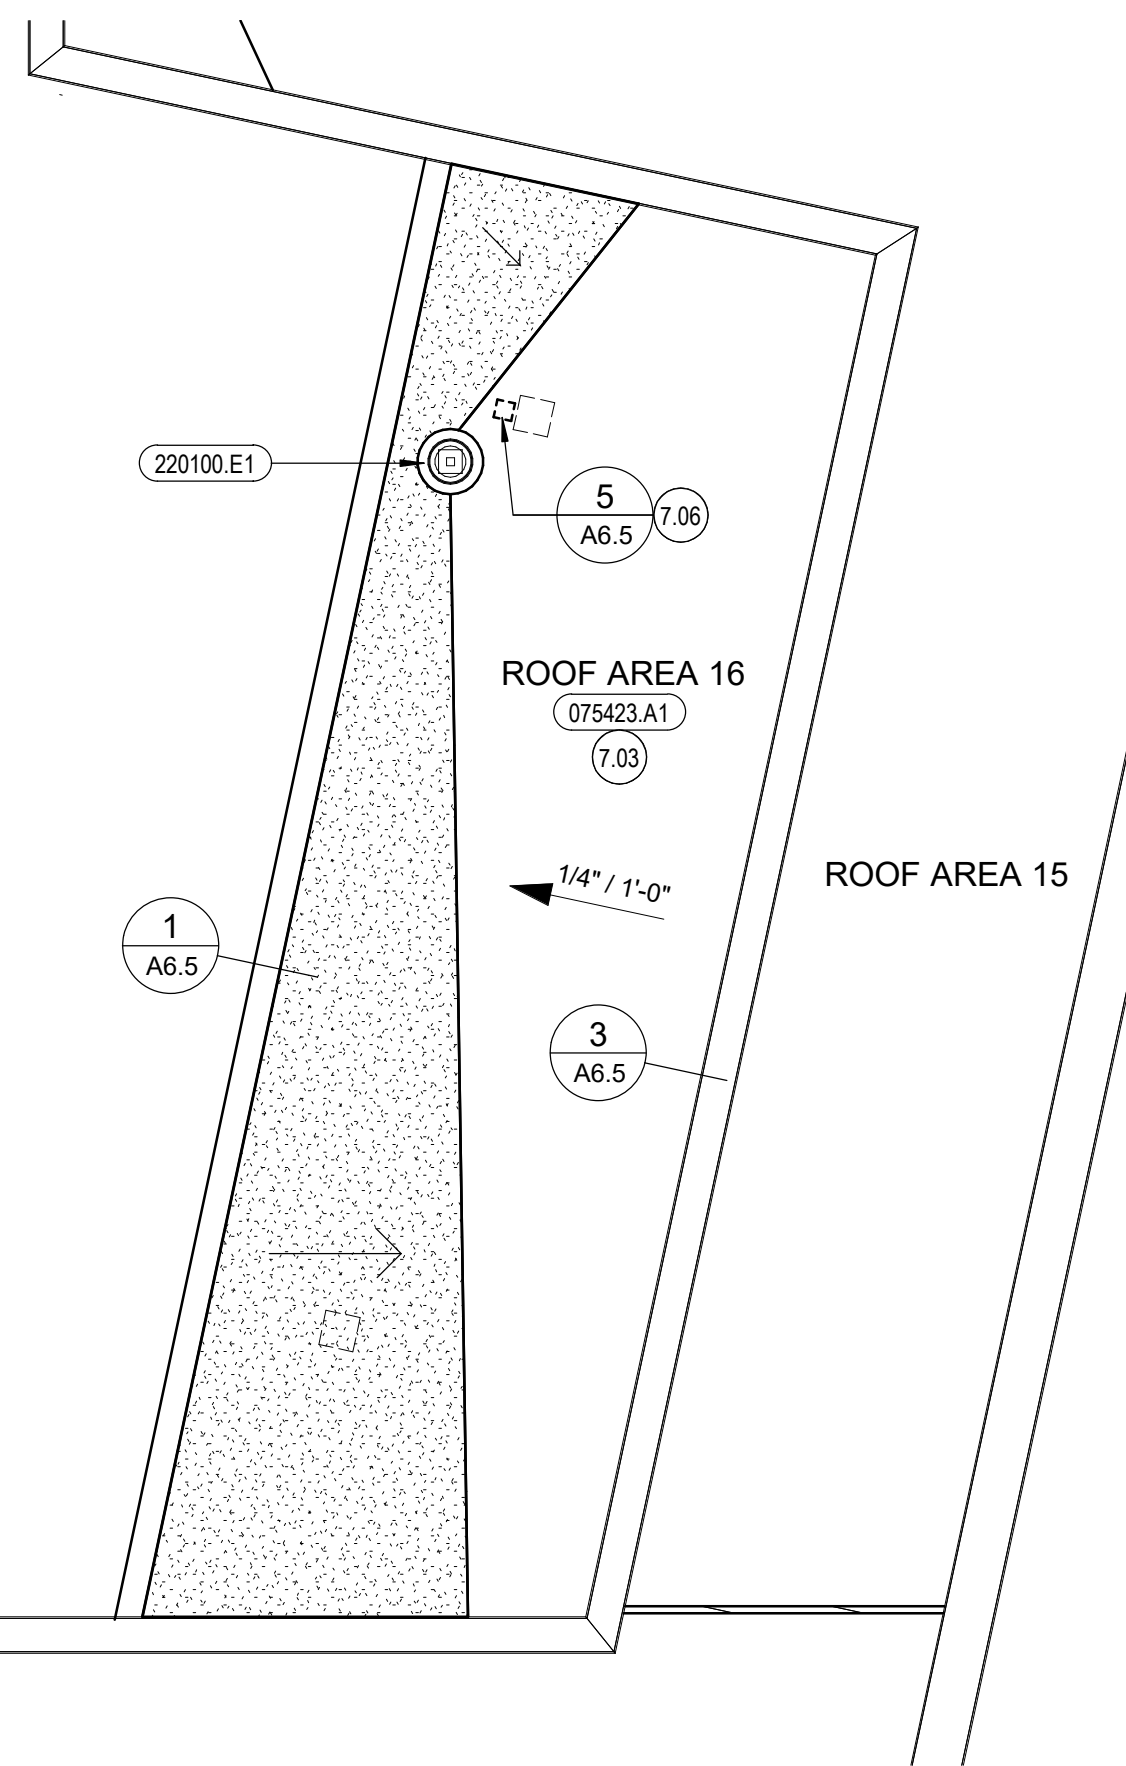 220100.E1
5
A6.5
7.06
ROOF AREA 16
075423.A1
7.03
1/4" / 1'-0"
ROOF AREA 15
1
A6.5
3
A6.5